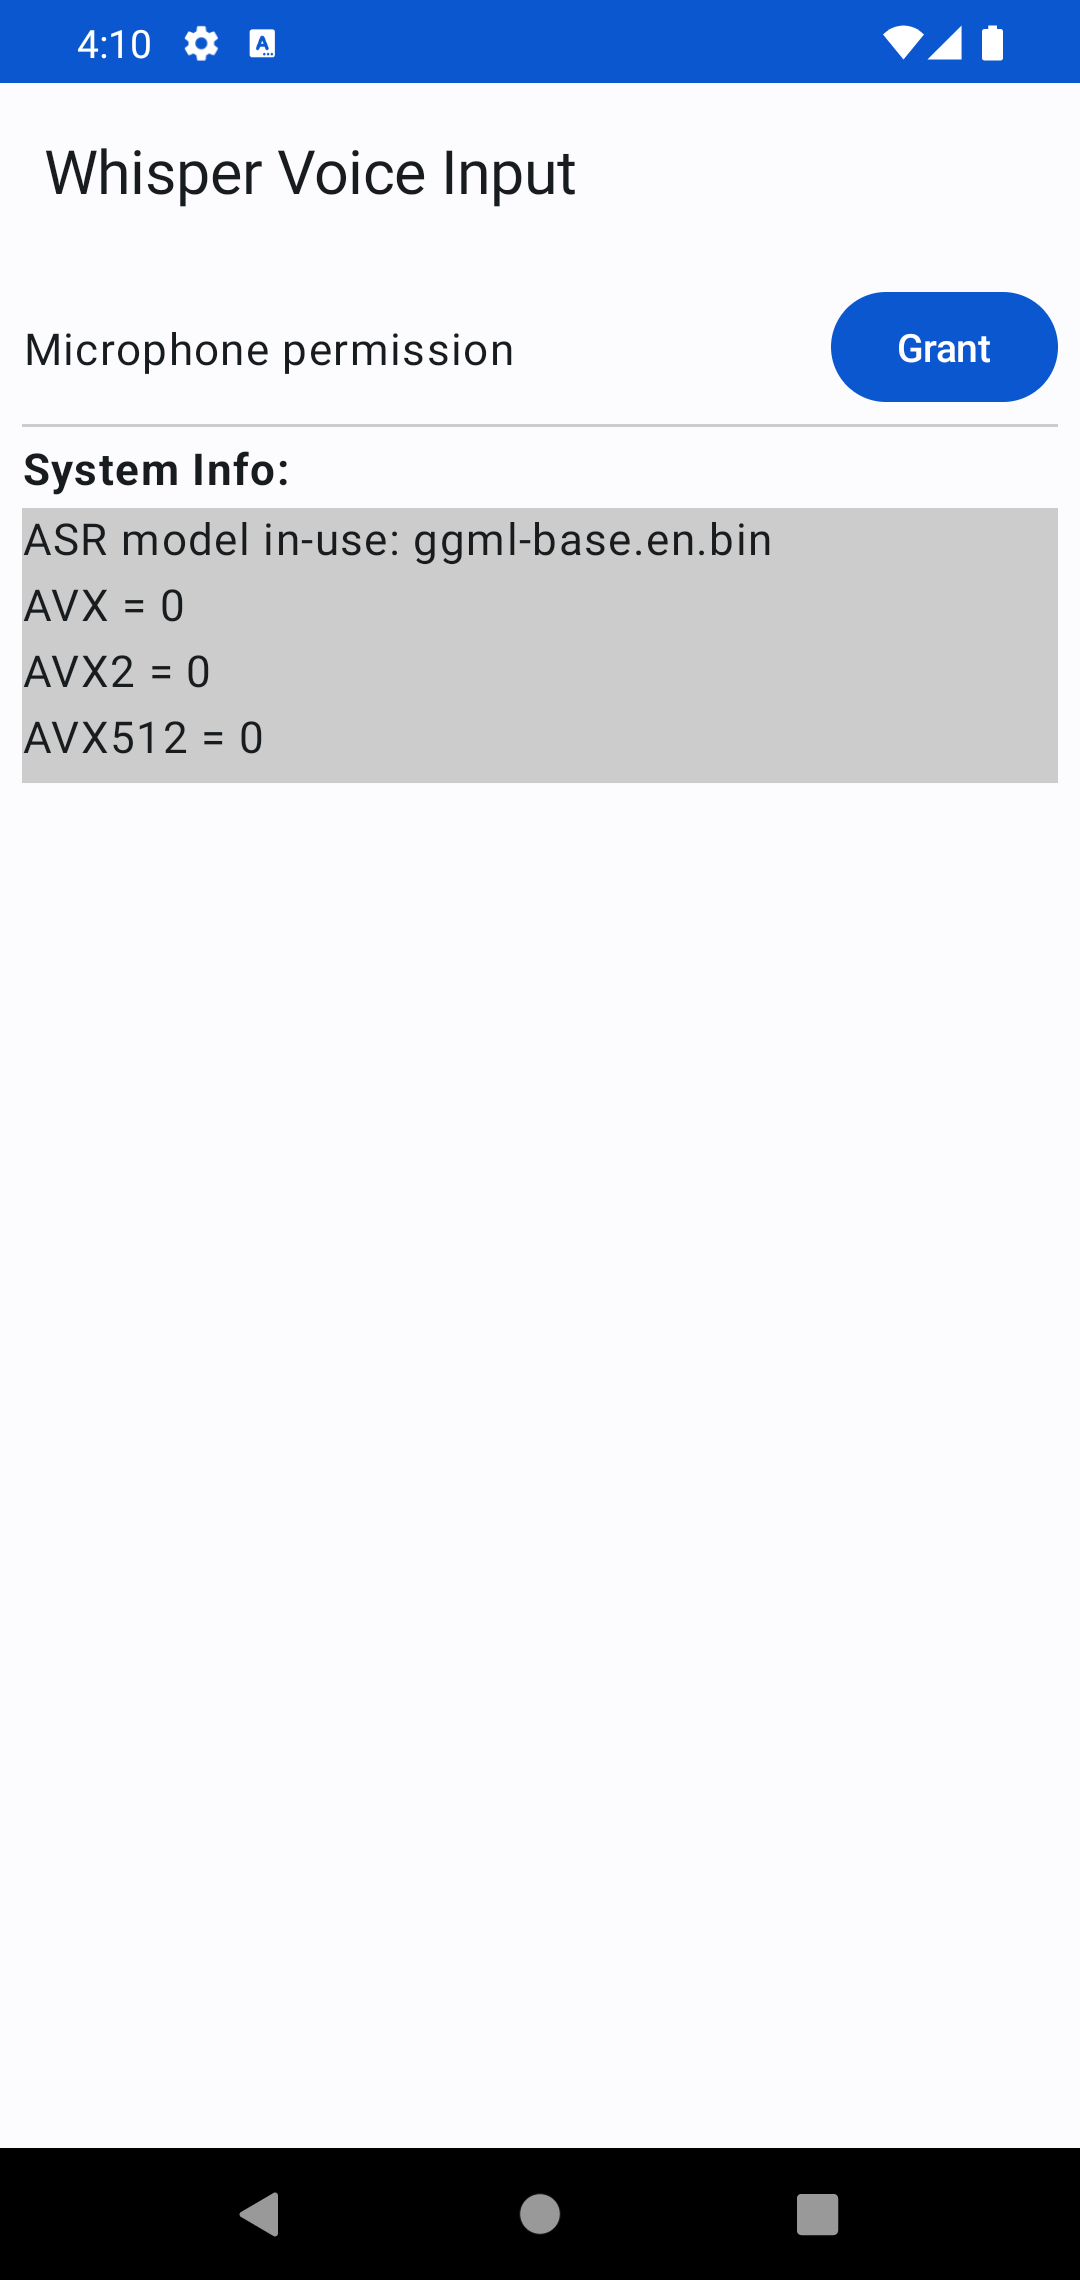 4:10
Whisper Voice Input
Microphone permission
Grant
System Info:
ASR model in-use: ggml-base.en.bin
AVX = 0
AVX2 = 0
AVX512 = 0